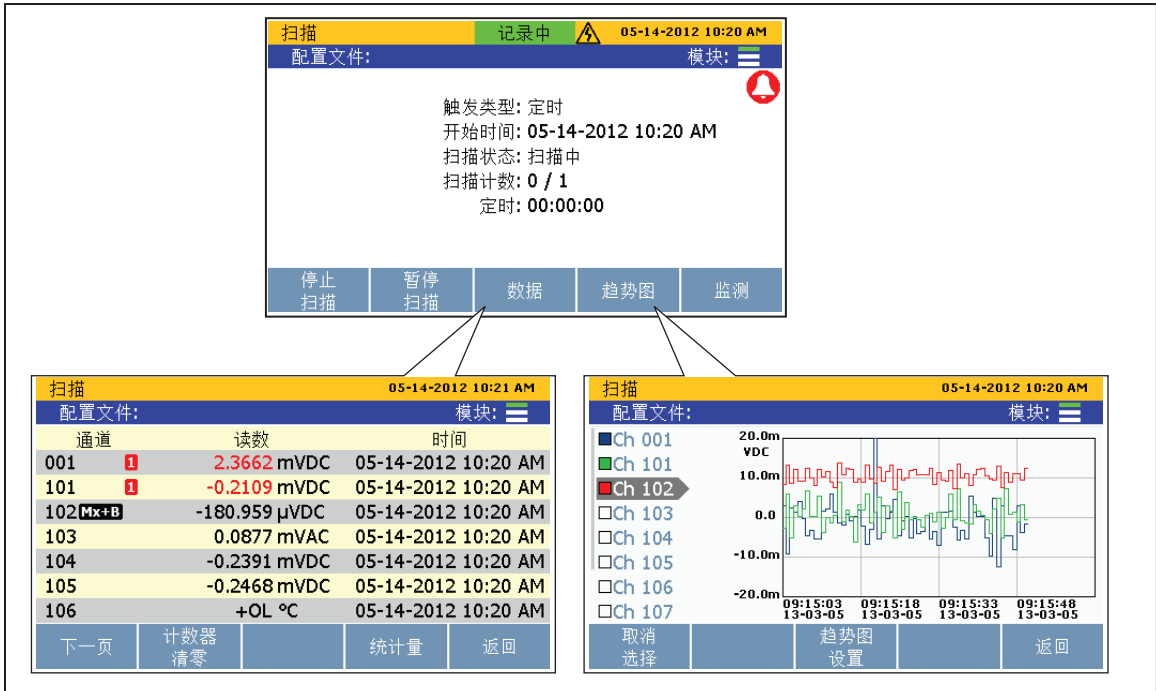 扫描 记录中 05-14-2012 10:20 AM
配置文件: 模块:
触发类型: 定时
开始时间: 05-14-2012 10:20 AM
扫描状态: 扫描中
扫描计数: 0 / 1
定时: 00:00:00
停止扫描 暂停扫描 数据 趋势图 监测
扫描 05-14-2012 10:21 AM
配置文件: 模块:
通道 读数 时间
001 1 2.3662 mVDC 05-14-2012 10:20 AM
101 1 -0.2109 mVDC 05-14-2012 10:20 AM
102 Mx+B -180.959 µVDC 05-14-2012 10:20 AM
103 0.0877 mVAC 05-14-2012 10:20 AM
104 -0.2391 mVDC 05-14-2012 10:20 AM
105 -0.2468 mVDC 05-14-2012 10:20 AM
106 +OL °C 05-14-2012 10:20 AM
下一页 计数器清零 统计量 返回
扫描 05-14-2012 10:20 AM
配置文件: 模块:
Ch 001
Ch 101
Ch 102
Ch 103
Ch 104
Ch 105
Ch 106
Ch 107
20.0m
VDC
10.0m
0.0
-10.0m
-20.0m
09:15:03 09:15:18 09:15:33 09:15:48
13-03-05 13-03-05 13-03-05 13-03-05
取消选择 趋势图设置 返回